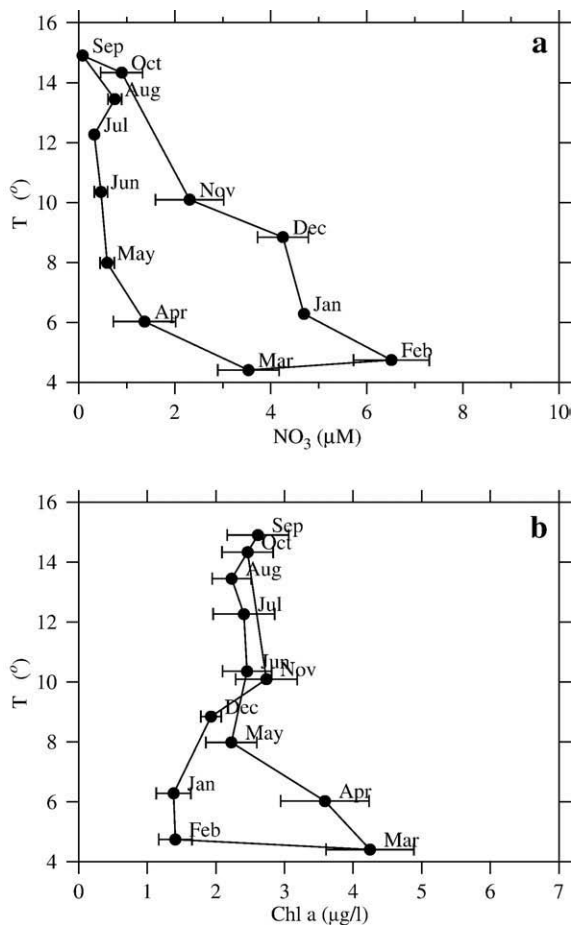 16
a
Sep
Oct
14
Aug
Jul
12
T (°)
Jun
Nov
10
Dec
8
May
Jan
6
Apr
Feb
Mar
4
0 2 4 6 8 10
NO3 (μM)
16
b
Sep
Oct
14
Aug
Jul
12
T (°)
Jun
Nov
10
Dec
May
8
Jan
Apr
6
Feb
Mar
4
0 1 2 3 4 5 6 7
Chl a (μg/l)